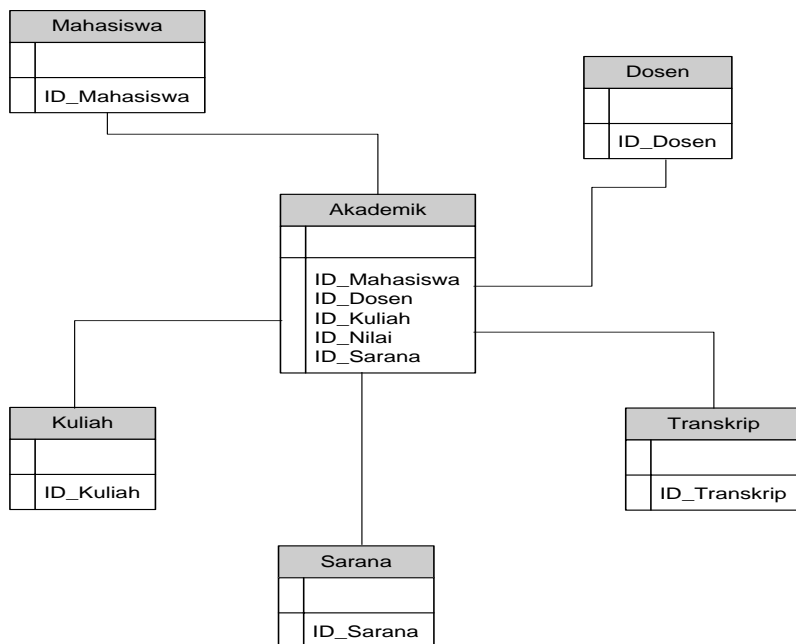 Mahasiswa
ID_Mahasiswa
Dosen
ID_Dosen
Akademik
ID_Mahasiswa
ID_Dosen
ID_Kuliah
ID_Nilai
ID_Sarana
Kuliah
ID_Kuliah
Transkrip
ID_Transkrip
Sarana
ID_Sarana